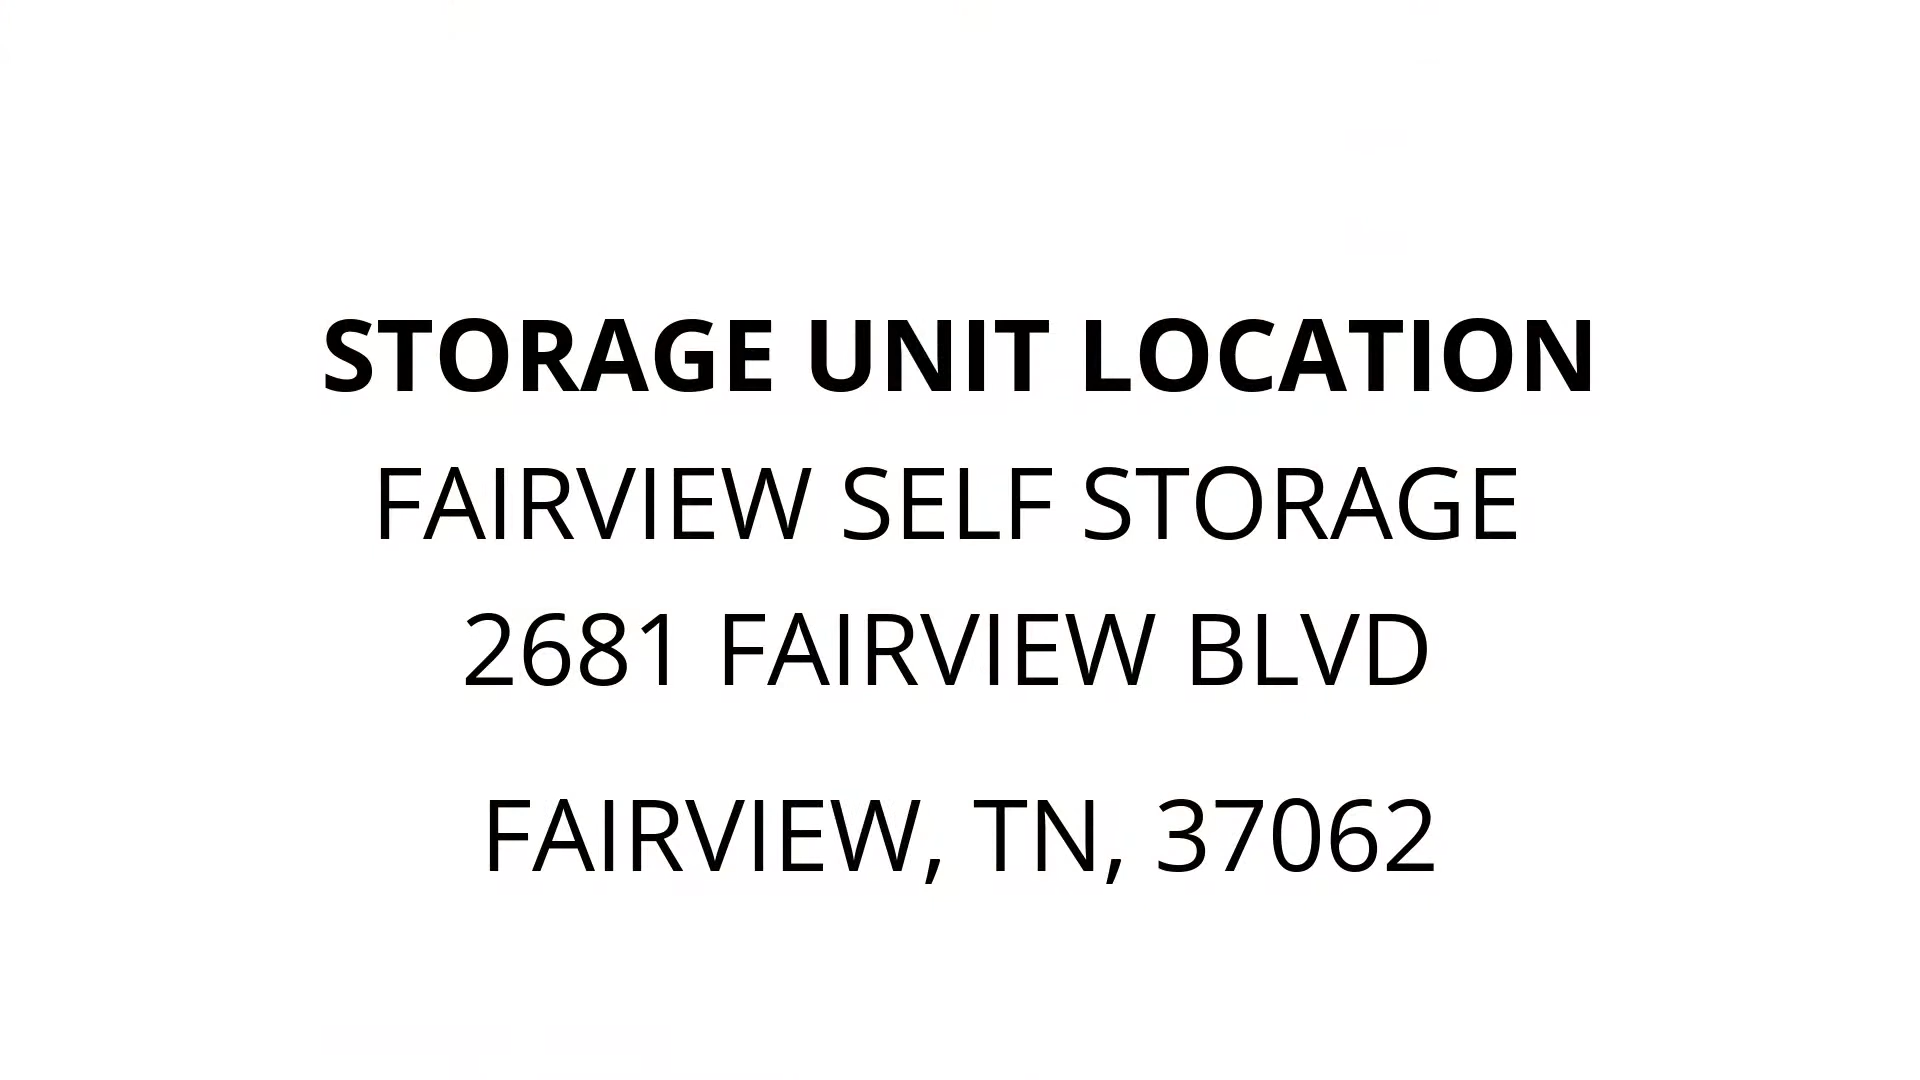 STORAGE UNIT LOCATION
FAIRVIEW SELF STORAGE
2681 FAIRVIEW BLVD
FAIRVIEW, TN, 37062